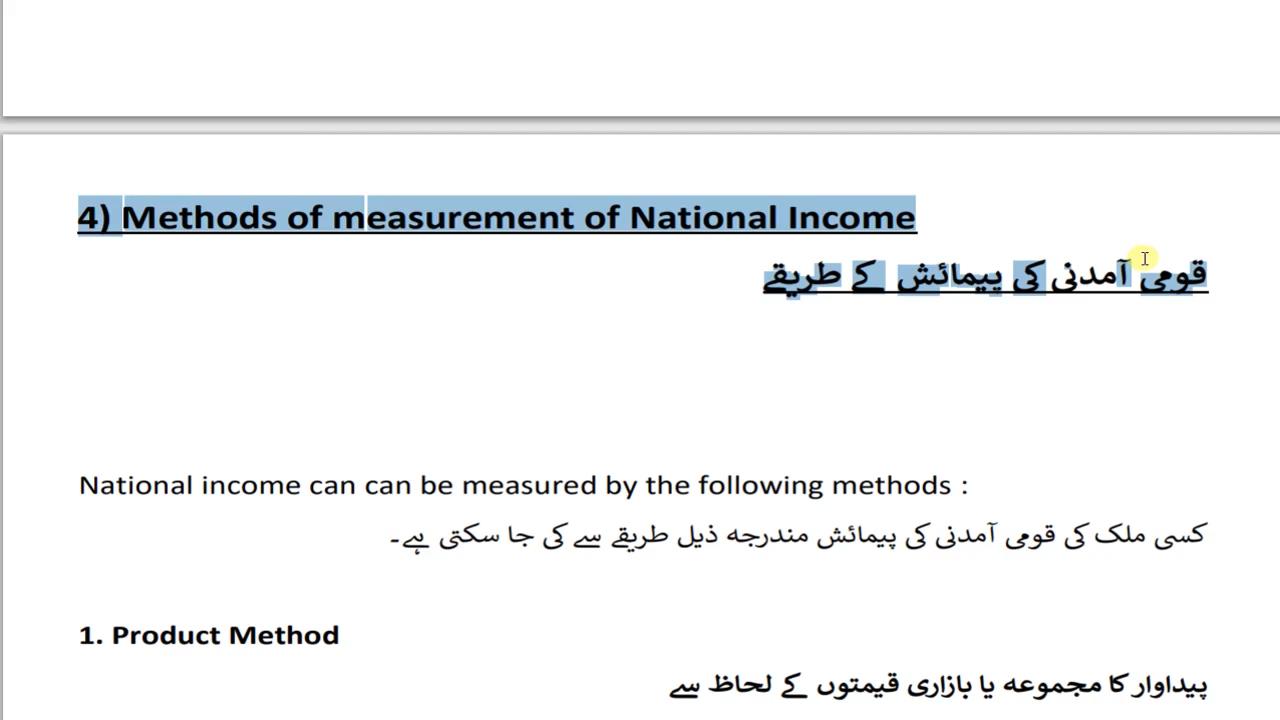 4) Methods of measurement of National Income
قومی آمدنی کی پیمائش کے طریقے
National income can can be measured by the following methods :
کسی ملک کی قومی آمدنی کی پیمائش مندرجہ ذیل طریقے سے کی جا سکتی ہے۔
1. Product Method
پیداوار کا مجموعہ یا بازاری قیمتوں کے لحاظ سے